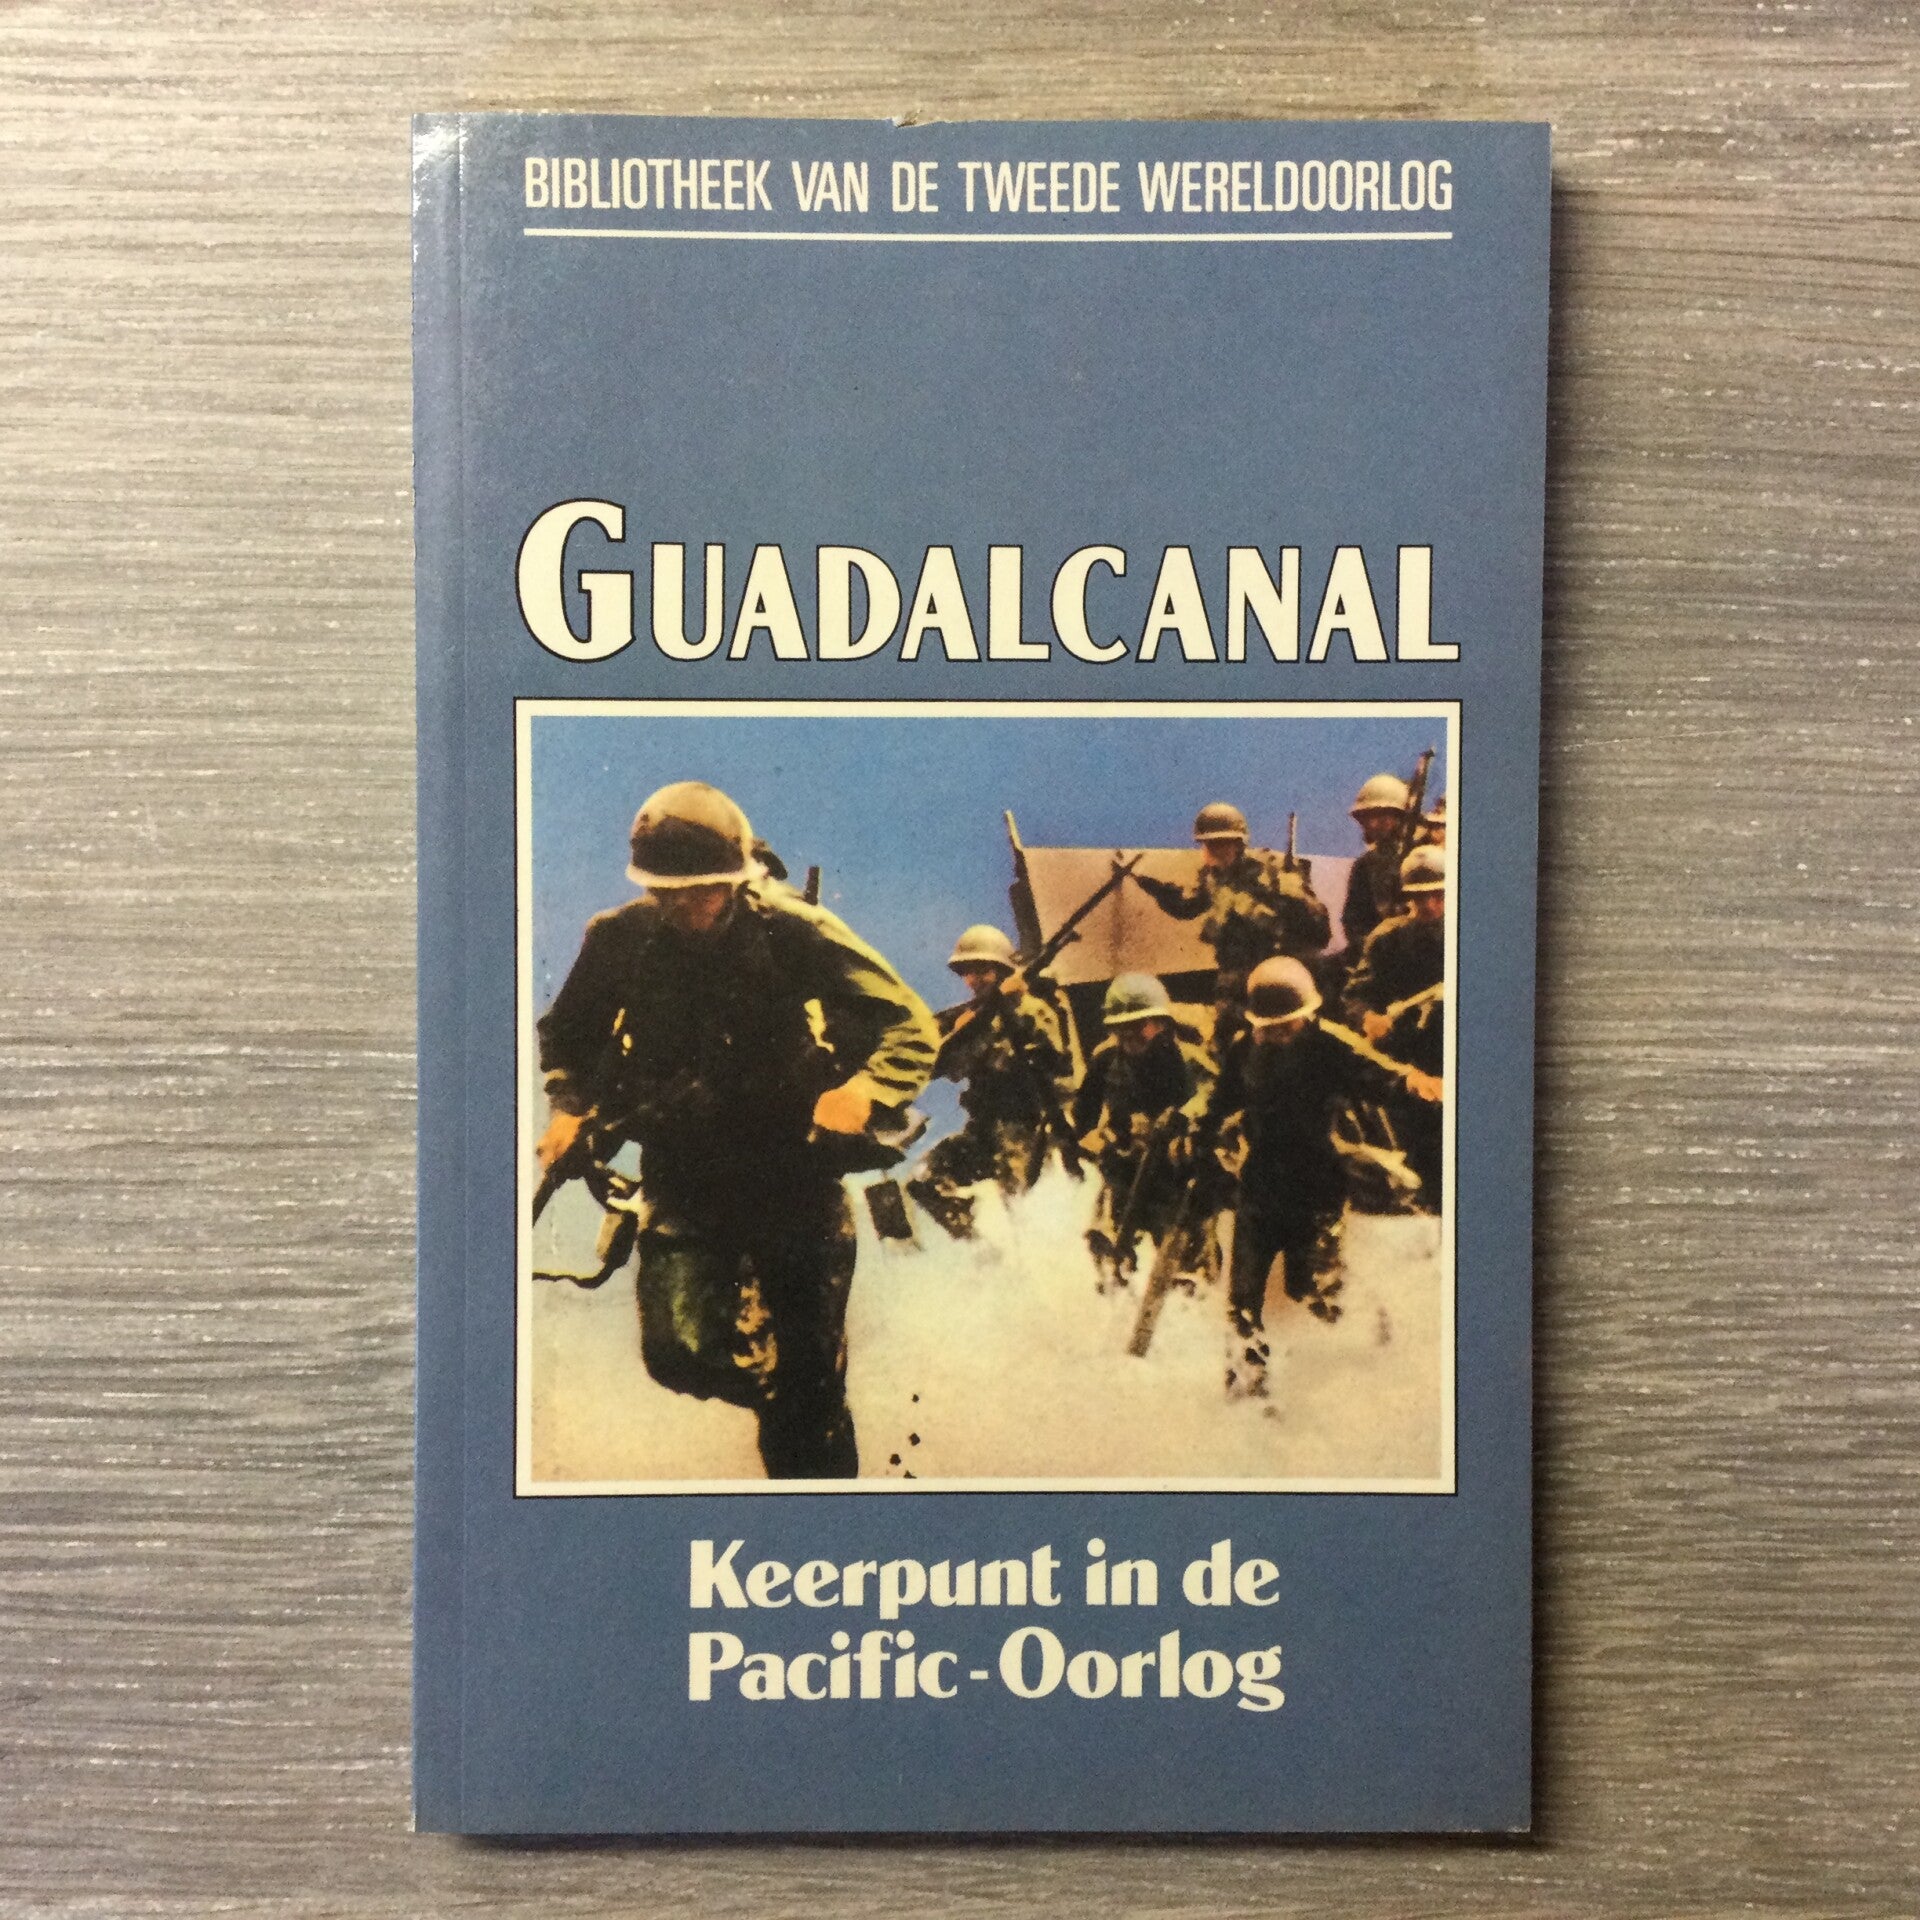 BIBLIOTHEEK VAN DE TWEEDE WERELDOORLOG
GUADALCANAL
Keerpunt in de
Pacific-Oorlog